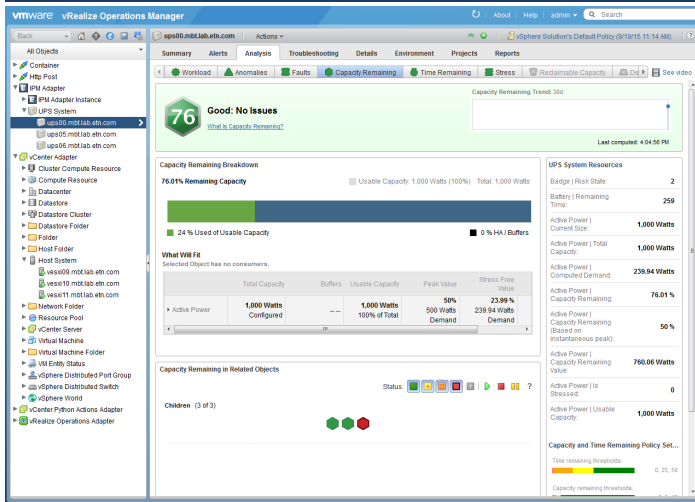 vmware vRealize Operations Manager
About Help admin Search
Back
All Objects
Container
Http Post
IPM Adapter
IPM Adapter Instance
UPS System
ups00.mbt.lab.etn.com
ups05.mbt.lab.etn.com
ups06.mbt.lab.etn.com
vCenter Adapter
Cluster Compute Resource
Compute Resource
Datacenter
Datastore
Datastore Cluster
Datastore Folder
Folder
Host Folder
Host System
vesxi09.mbt.lab.etn.com
vesxi10.mbt.lab.etn.com
vesxi11.mbt.lab.etn.com
Network Folder
Resource Pool
vCenter Server
Virtual Machine
Virtual Machine Folder
VM Entity Status
vSphere Distributed Port Group
vSphere Distributed Switch
vSphere World
vCenter Python Actions Adapter
vRealize Operations Adapter
ups00.mbt.lab.etn.com Actions
vSphere Solution's Default Policy (8/19/15 11:14 AM)
Summary Alerts Analysis Troubleshooting Details Environment Projects Reports
Workload Anomalies Faults Capacity Remaining Time Remaining Stress Reclaimable Capacity De See video
76
Good: No Issues
What Is Capacity Remaining?
Capacity Remaining Trend: 30d
Last computed: 4:04:56 PM
Capacity Remaining Breakdown
76.01% Remaining Capacity Usable Capacity: 1,000 Watts (100%) Total: 1,000 Watts
24 % Used of Usable Capacity 0 % HA / Buffers
What Will Fit
Selected Object has no consumers.
Total Capacity Buffers Usable Capacity Peak Value Stress Free Value
Active Power 1,000 Watts Configured -- -- 1,000 Watts 100% of Total 50% 500 Watts Demand 23.99 % 239.94 Watts Demand
Capacity Remaining in Related Objects
Status: ?
Children (3 of 3)
UPS System Resources
Badge | Risk State: 2
Battery | Remaining Time: 259
Active Power | Current Size: 1,000 Watts
Active Power | Total Capacity: 1,000 Watts
Active Power | Computed Demand: 239.94 Watts
Active Power | Capacity Remaining: 76.01 %
Active Power | Capacity Remaining (Based on instantaneous peak): 50 %
Active Power | Capacity Remaining Value: 760.06 Watts
Active Power | Is Stressed: 0
Active Power | Usable Capacity: 1,000 Watts
Capacity and Time Remaining Policy Set...
Time remaining thresholds:
0, 25, 50
Capacity remaining thresholds: